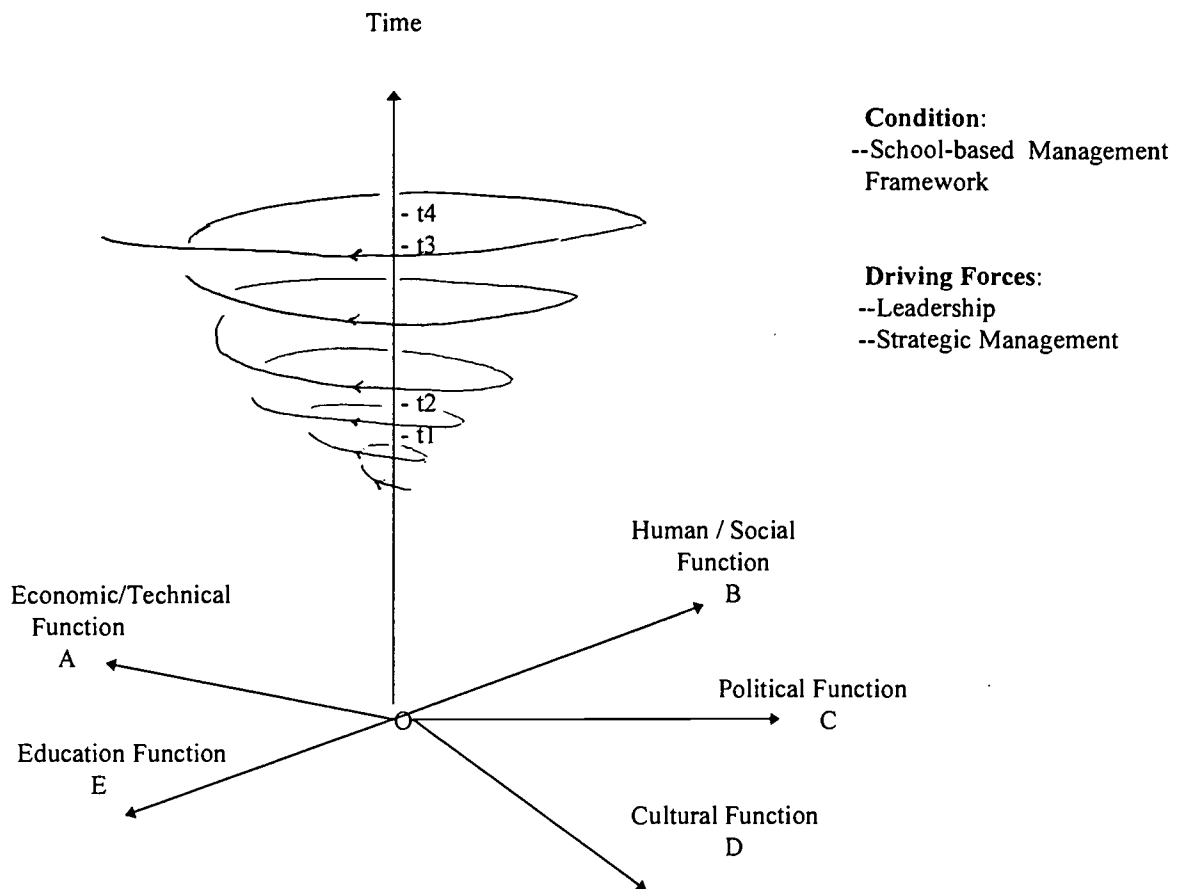 Time
Condition:
--School-based Management
Framework
- t4
- t3
Driving Forces:
--Leadership
--Strategic Management
- t2
- t1
Human / Social
Function
B
Economic/Technical
Function
A
Political Function
C
O
Education Function
E
Cultural Function
D